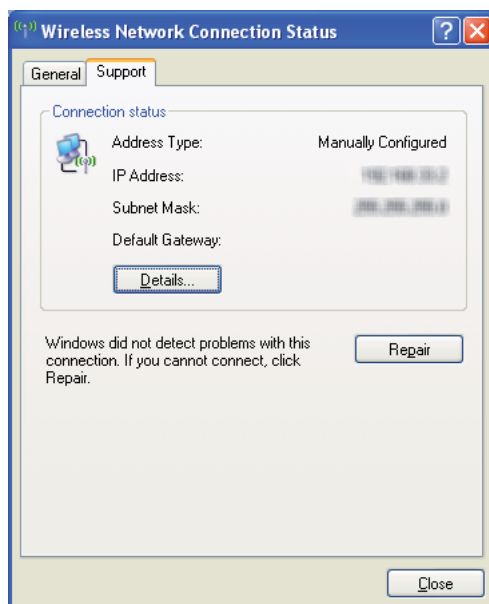 Wireless Network Connection Status
General Support
Connection status
Address Type: Manually Configured
IP Address:
Subnet Mask:
Default Gateway:
Details...
Windows did not detect problems with this
connection. If you cannot connect, click
Repair.
Repair
Close